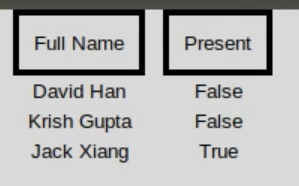 Full Name Present
David Han False
Krish Gupta False
Jack Xiang True